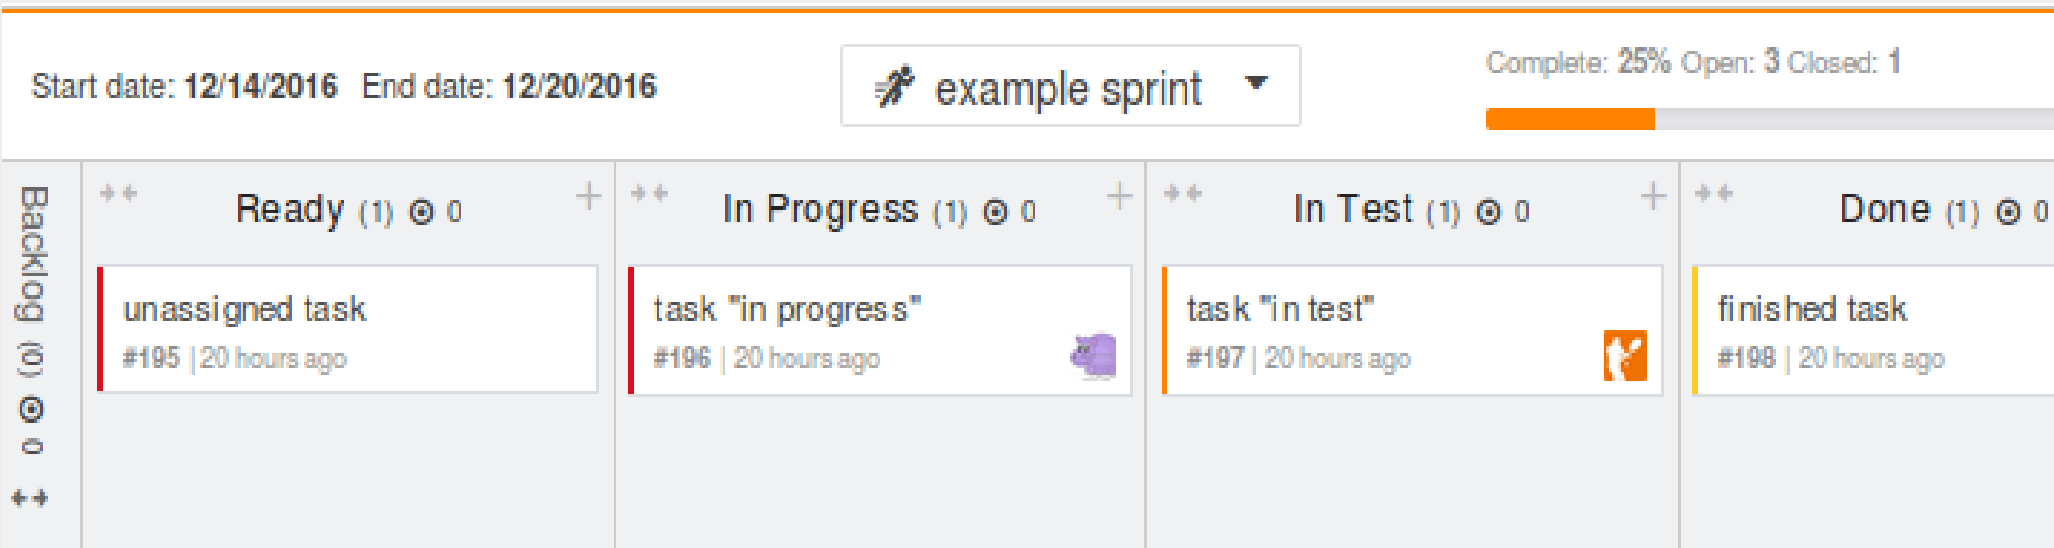 Start date: 12/14/2016 End date: 12/20/2016
example sprint
Complete: 25% Open: 3 Closed: 1
Backlog (0) 0
Ready (1) 0
unassigned task
#195 | 20 hours ago
In Progress (1) 0
task "in progress"
#196 | 20 hours ago
In Test (1) 0
task "in test"
#197 | 20 hours ago
Done (1) 0
finished task
#198 | 20 hours ago